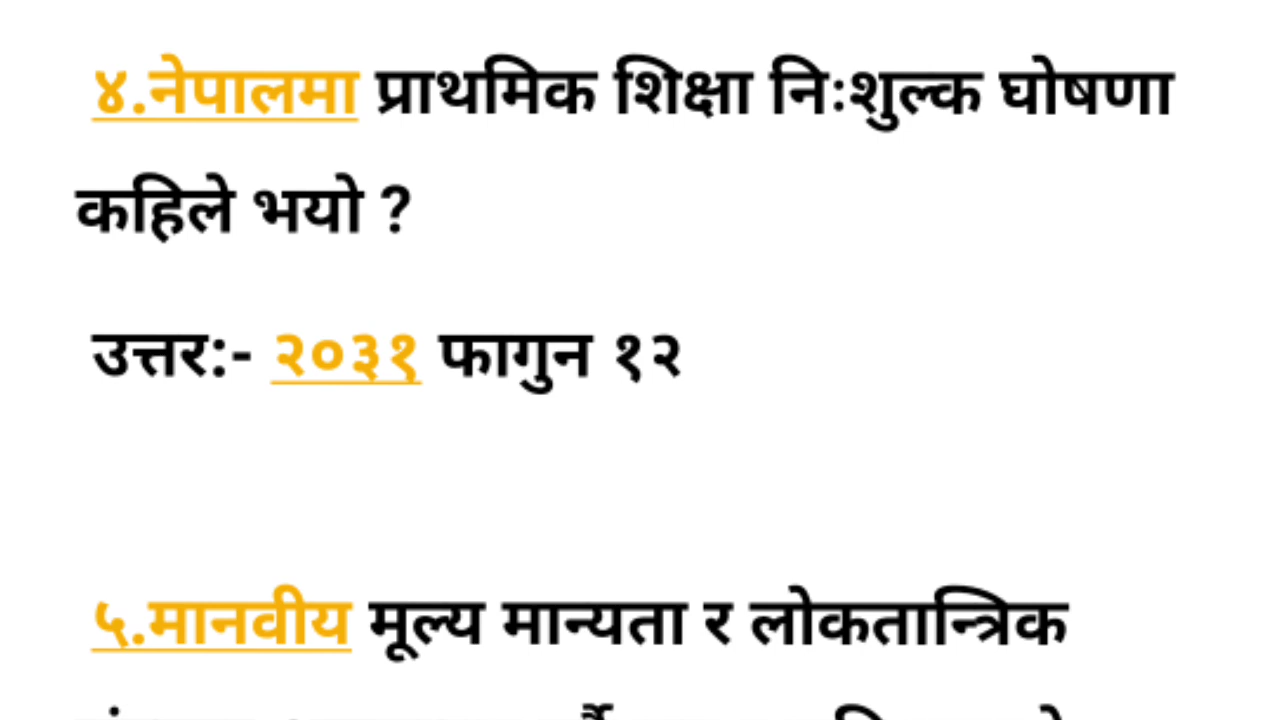 ४.नेपालमा प्राथमिक शिक्षा निःशुल्क घोषणा
कहिले भयो ?
उत्तर:- २०३१ फागुन १२
५.मानवीय मूल्य मान्यता र लोकतान्त्रिक